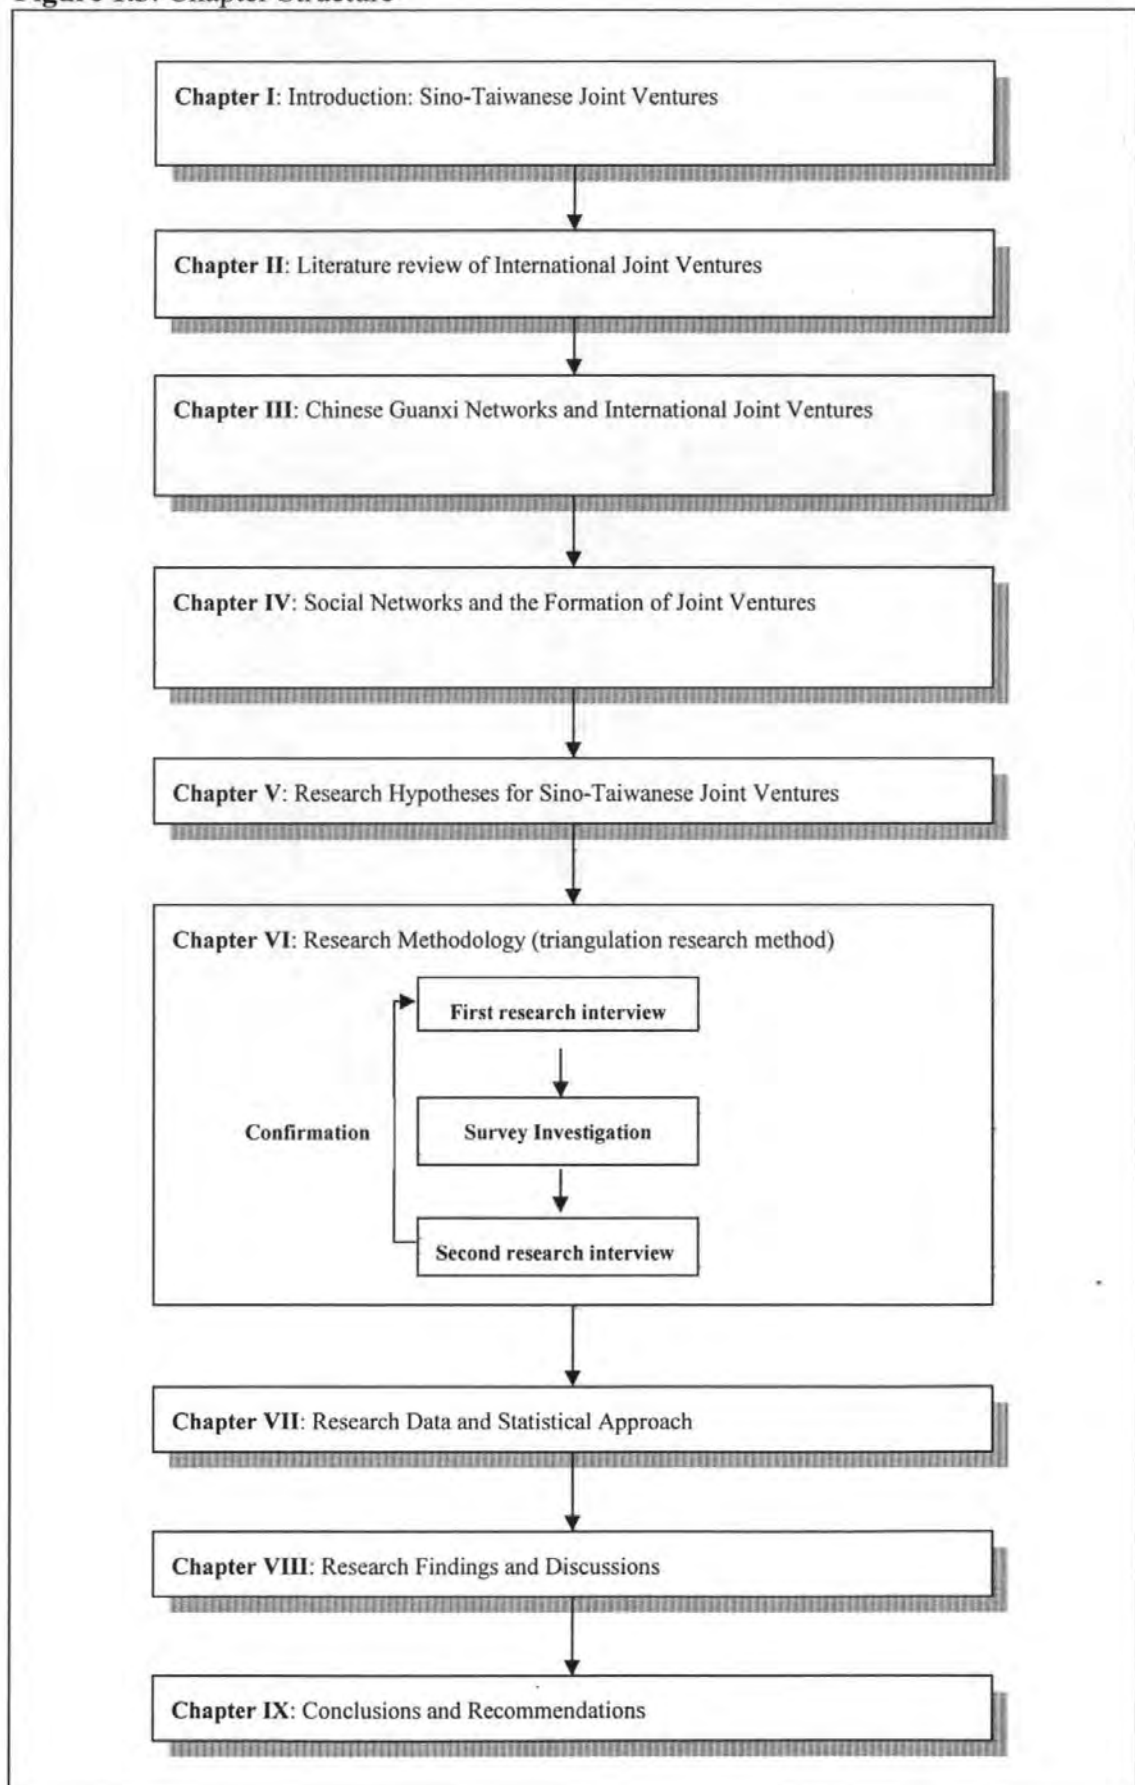 Chapter I: Introduction: Sino-Taiwanese Joint Ventures
Chapter II: Literature review of International Joint Ventures
Chapter III: Chinese Guanxi Networks and International Joint Ventures
Chapter IV: Social Networks and the Formation of Joint Ventures
Chapter V: Research Hypotheses for Sino-Taiwanese Joint Ventures
Chapter VI: Research Methodology (triangulation research method)
First research interview
Confirmation
Survey Investigation
Second research interview
Chapter VII: Research Data and Statistical Approach
Chapter VIII: Research Findings and Discussions
Chapter IX: Conclusions and Recommendations